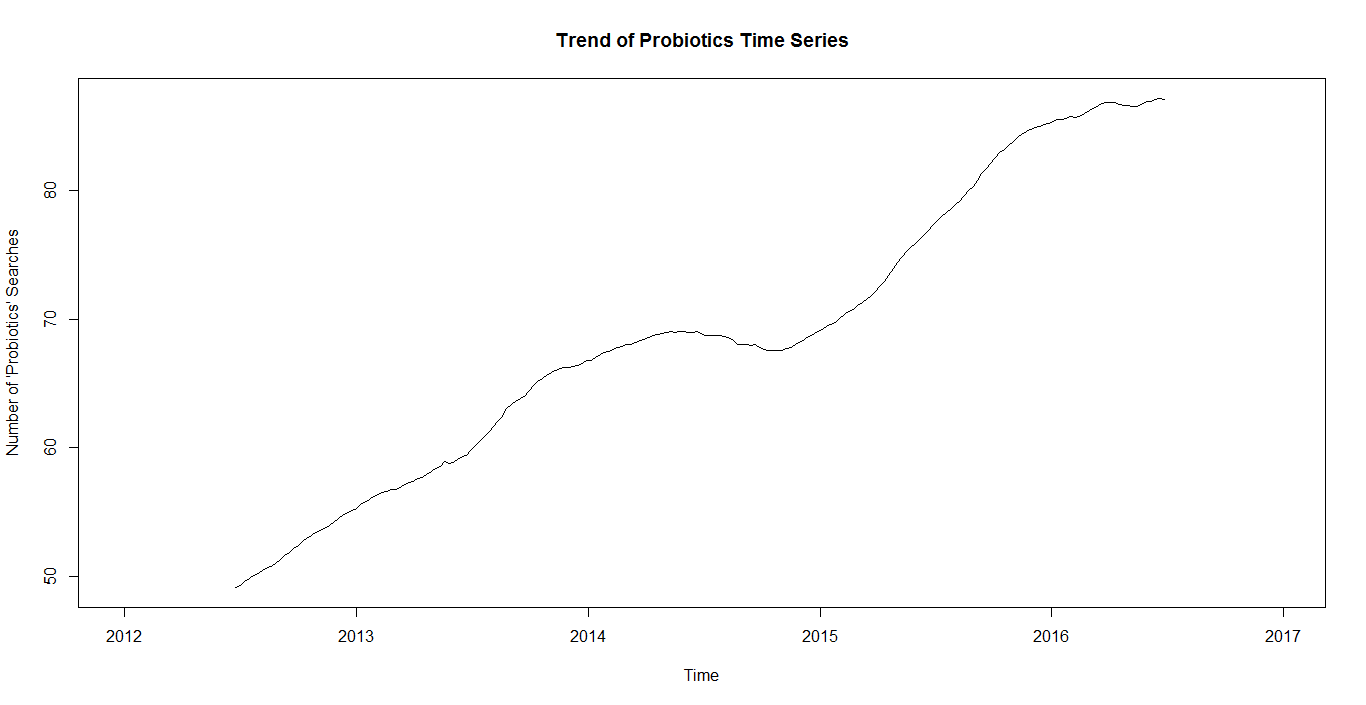 Trend of Probiotics Time Series
Number of 'Probiotics' Searches
80
70
60
50
2012 2013 2014 2015 2016 2017
Time